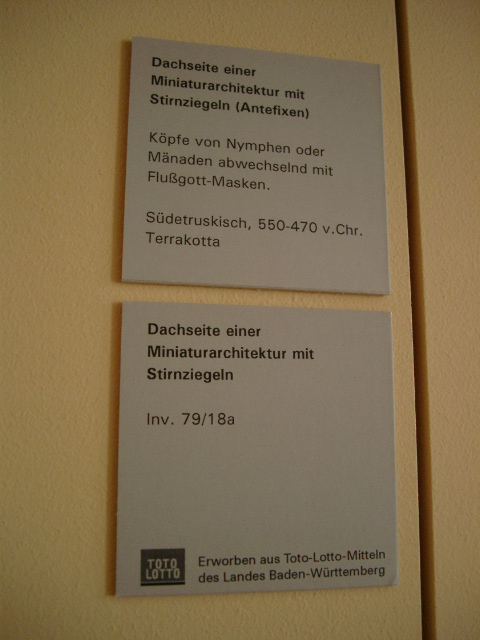 Dachseite einer
Miniaturarchitektur mit
Stirnziegeln (Antefixen)
Köpfe von Nymphen oder
Mänaden abwechselnd mit
Flußgott-Masken.
Südetruskisch, 550-470 v.Chr.
Terrakotta
Dachseite einer
Miniaturarchitektur mit
Stirnziegeln
Inv. 79/18a
TOTO
LOTTO
Erworben aus Toto-Lotto-Mitteln
des Landes Baden-Württemberg